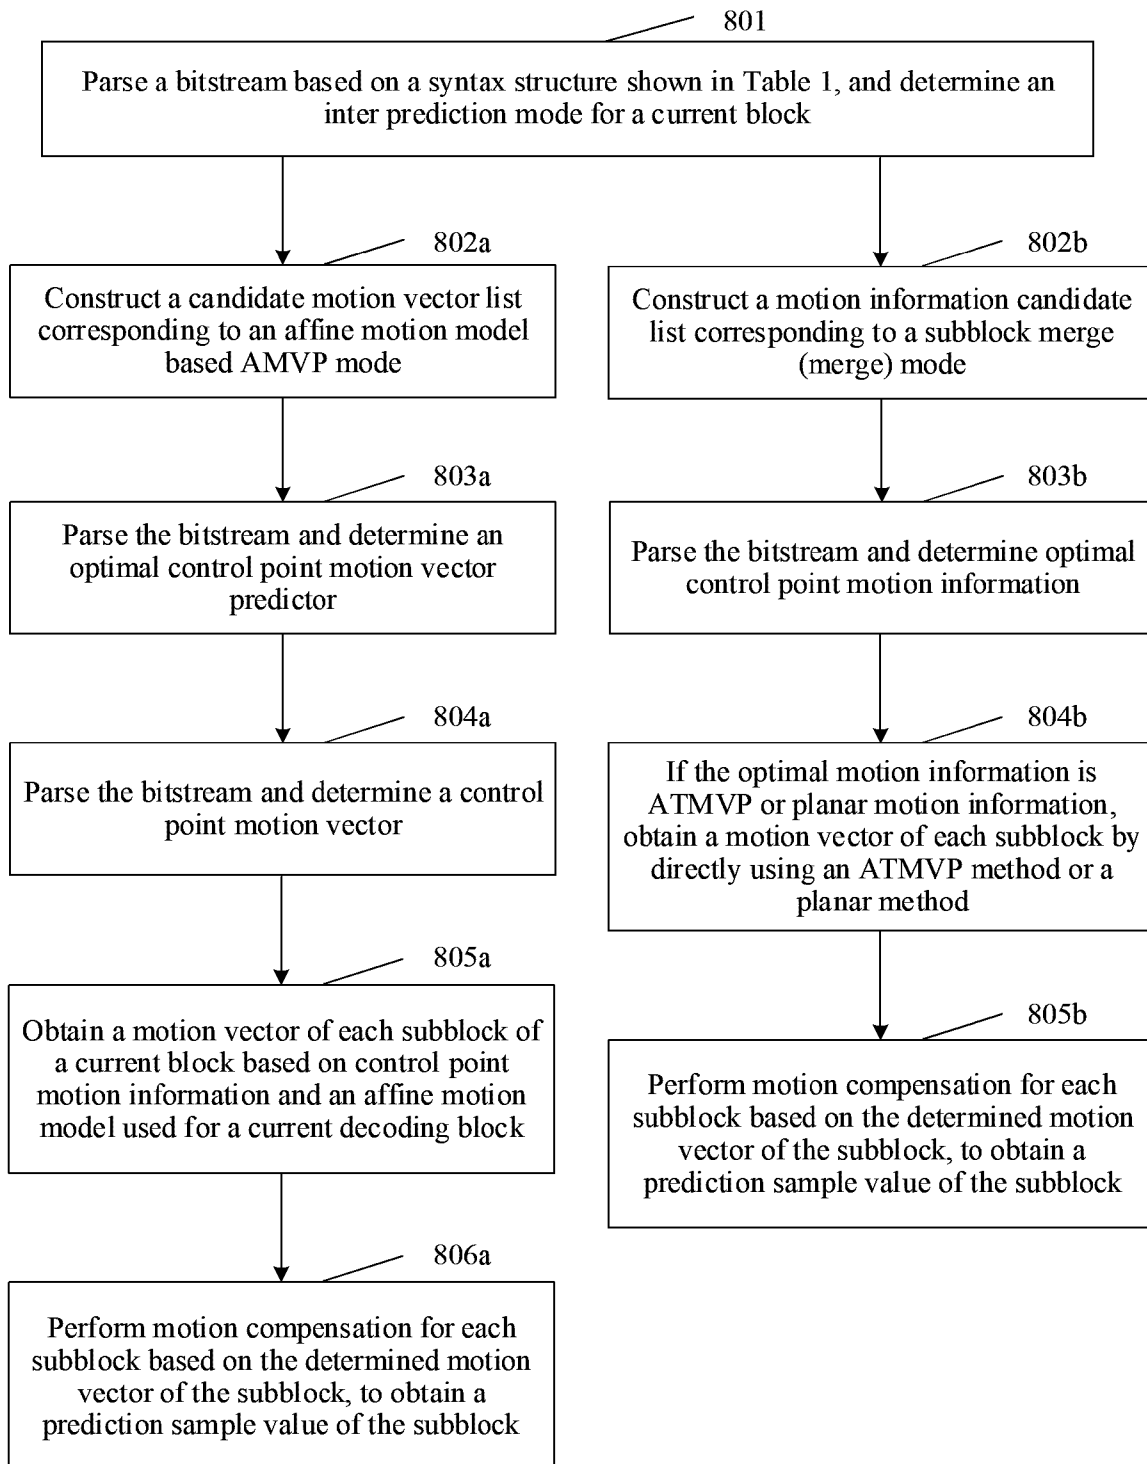 801
Parse a bitstream based on a syntax structure shown in Table 1, and determine an
inter prediction mode for a current block
802a
Construct a candidate motion vector list
corresponding to an affine motion model
based AMVP mode
803a
Parse the bitstream and determine an
optimal control point motion vector
predictor
804a
Parse the bitstream and determine a control
point motion vector
805a
Obtain a motion vector of each subblock of
a current block based on control point
motion information and an affine motion
model used for a current decoding block
806a
Perform motion compensation for each
subblock based on the determined motion
vector of the subblock, to obtain a
prediction sample value of the subblock
802b
Construct a motion information candidate
list corresponding to a subblock merge
(merge) mode
803b
Parse the bitstream and determine optimal
control point motion information
804b
If the optimal motion information is
ATMVP or planar motion information,
obtain a motion vector of each subblock by
directly using an ATMVP method or a
planar method
805b
Perform motion compensation for each
subblock based on the determined motion
vector of the subblock, to obtain a
prediction sample value of the subblock